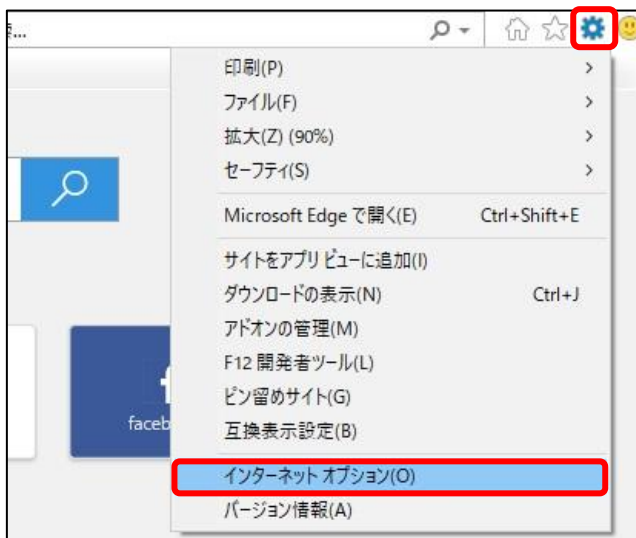 ...
印刷(P)
ファイル(F)
拡大(Z) (90%)
セーフティ(S)
Microsoft Edge で開く(E) Ctrl+Shift+E
サイトをアプリ ビューに追加(I)
ダウンロードの表示(N) Ctrl+J
アドオンの管理(M)
F12 開発者ツール(L)
ピン留めサイト(G)
faceb
互換表示設定(B)
インターネット オプション(O)
バージョン情報(A)